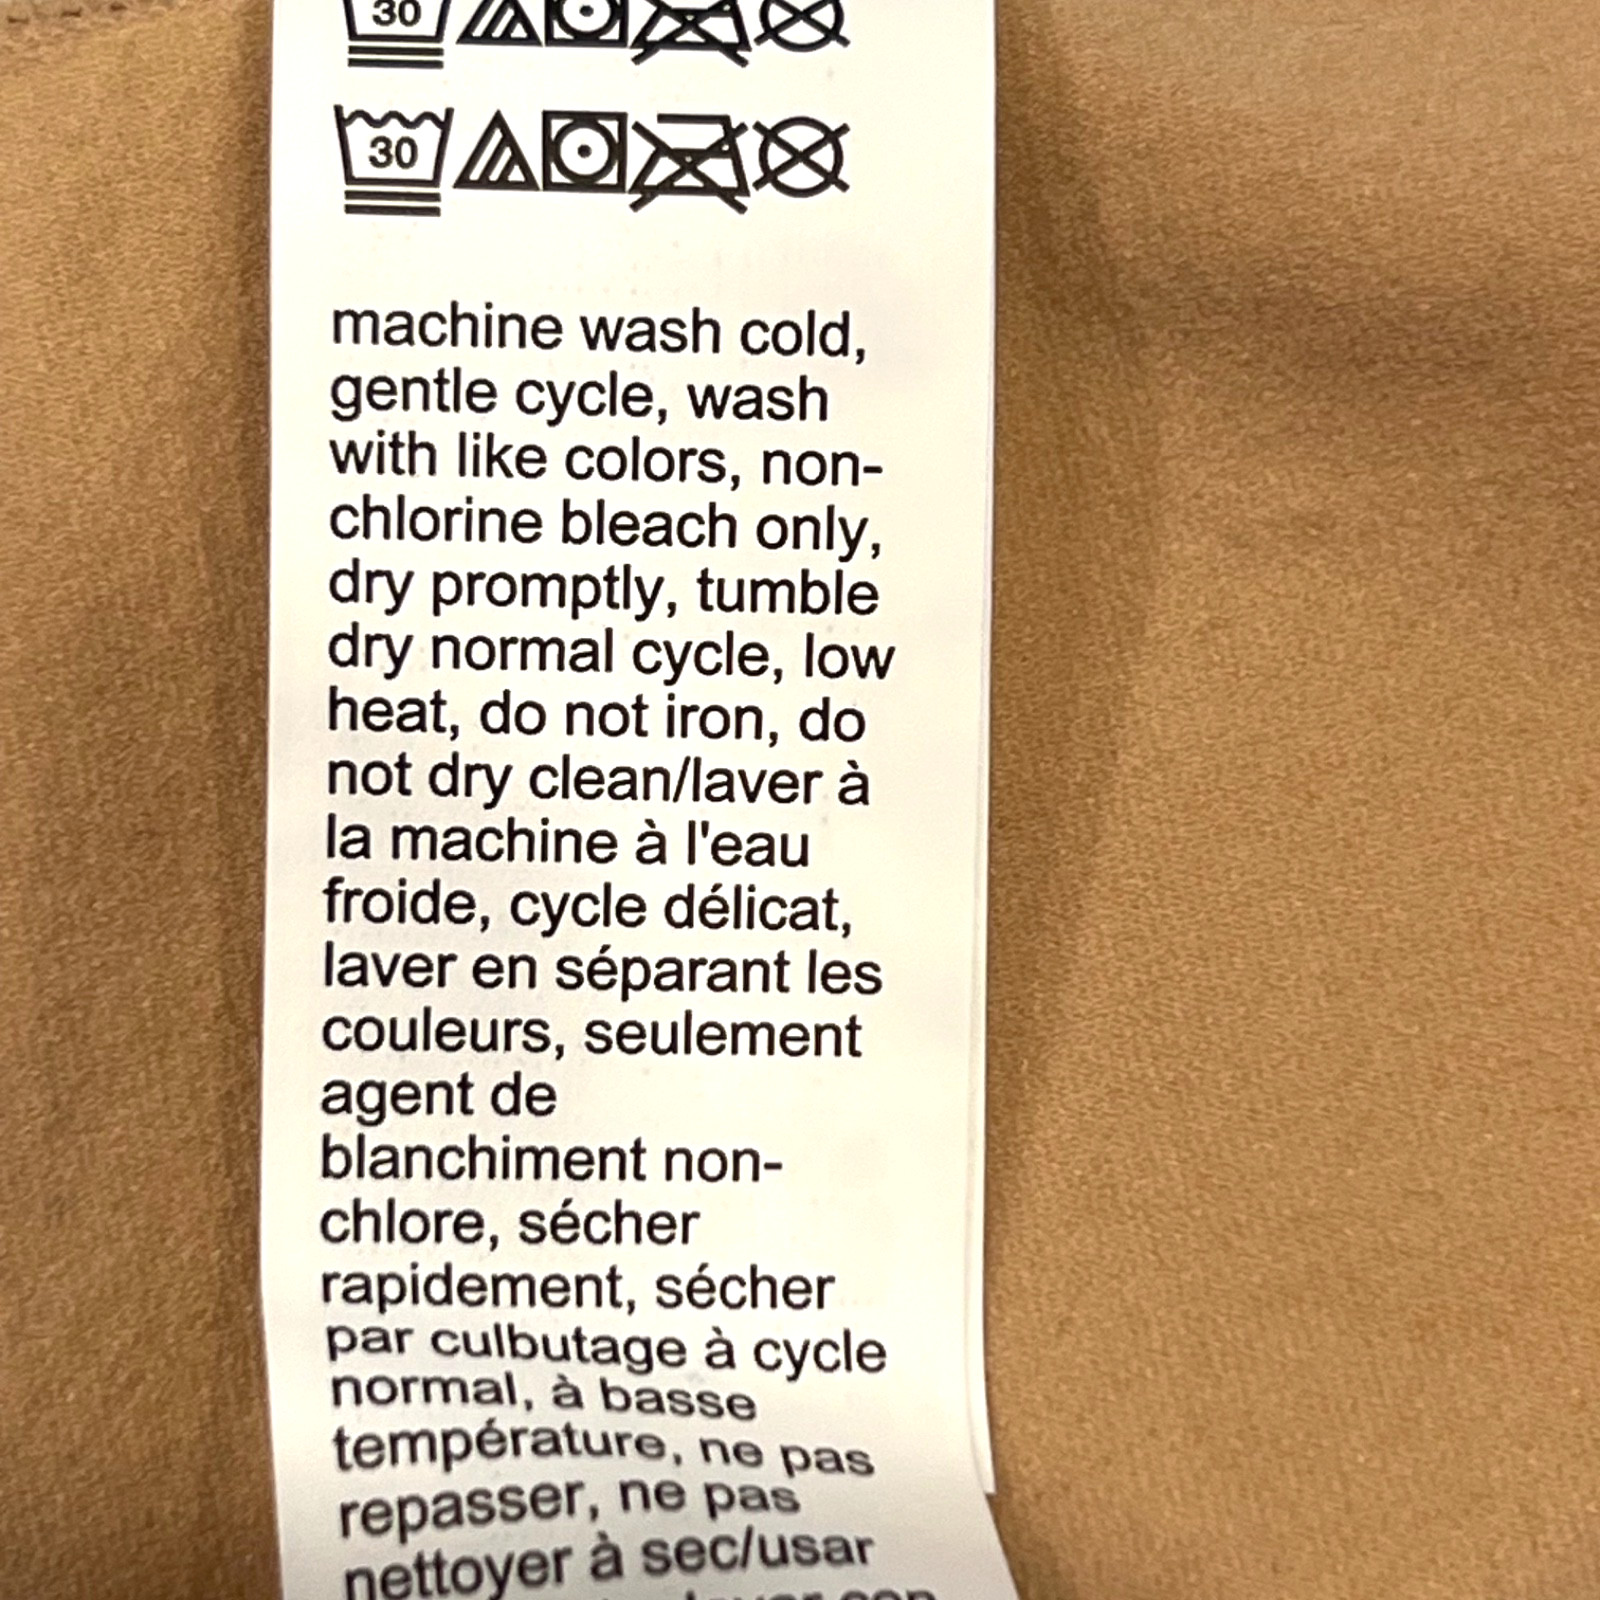 30
30
machine wash cold,
gentle cycle, wash
with like colors, non-
chlorine bleach only,
dry promptly, tumble
dry normal cycle, low
heat, do not iron, do
not dry clean/laver à
la machine à l'eau
froide, cycle délicat,
laver en séparant les
couleurs, seulement
agent de
blanchiment non-
chlore, sécher
rapidement, sécher
par culbutage à cycle
normal, à basse
température, ne pas
repasser, ne pas
nettoyer à sec/usar